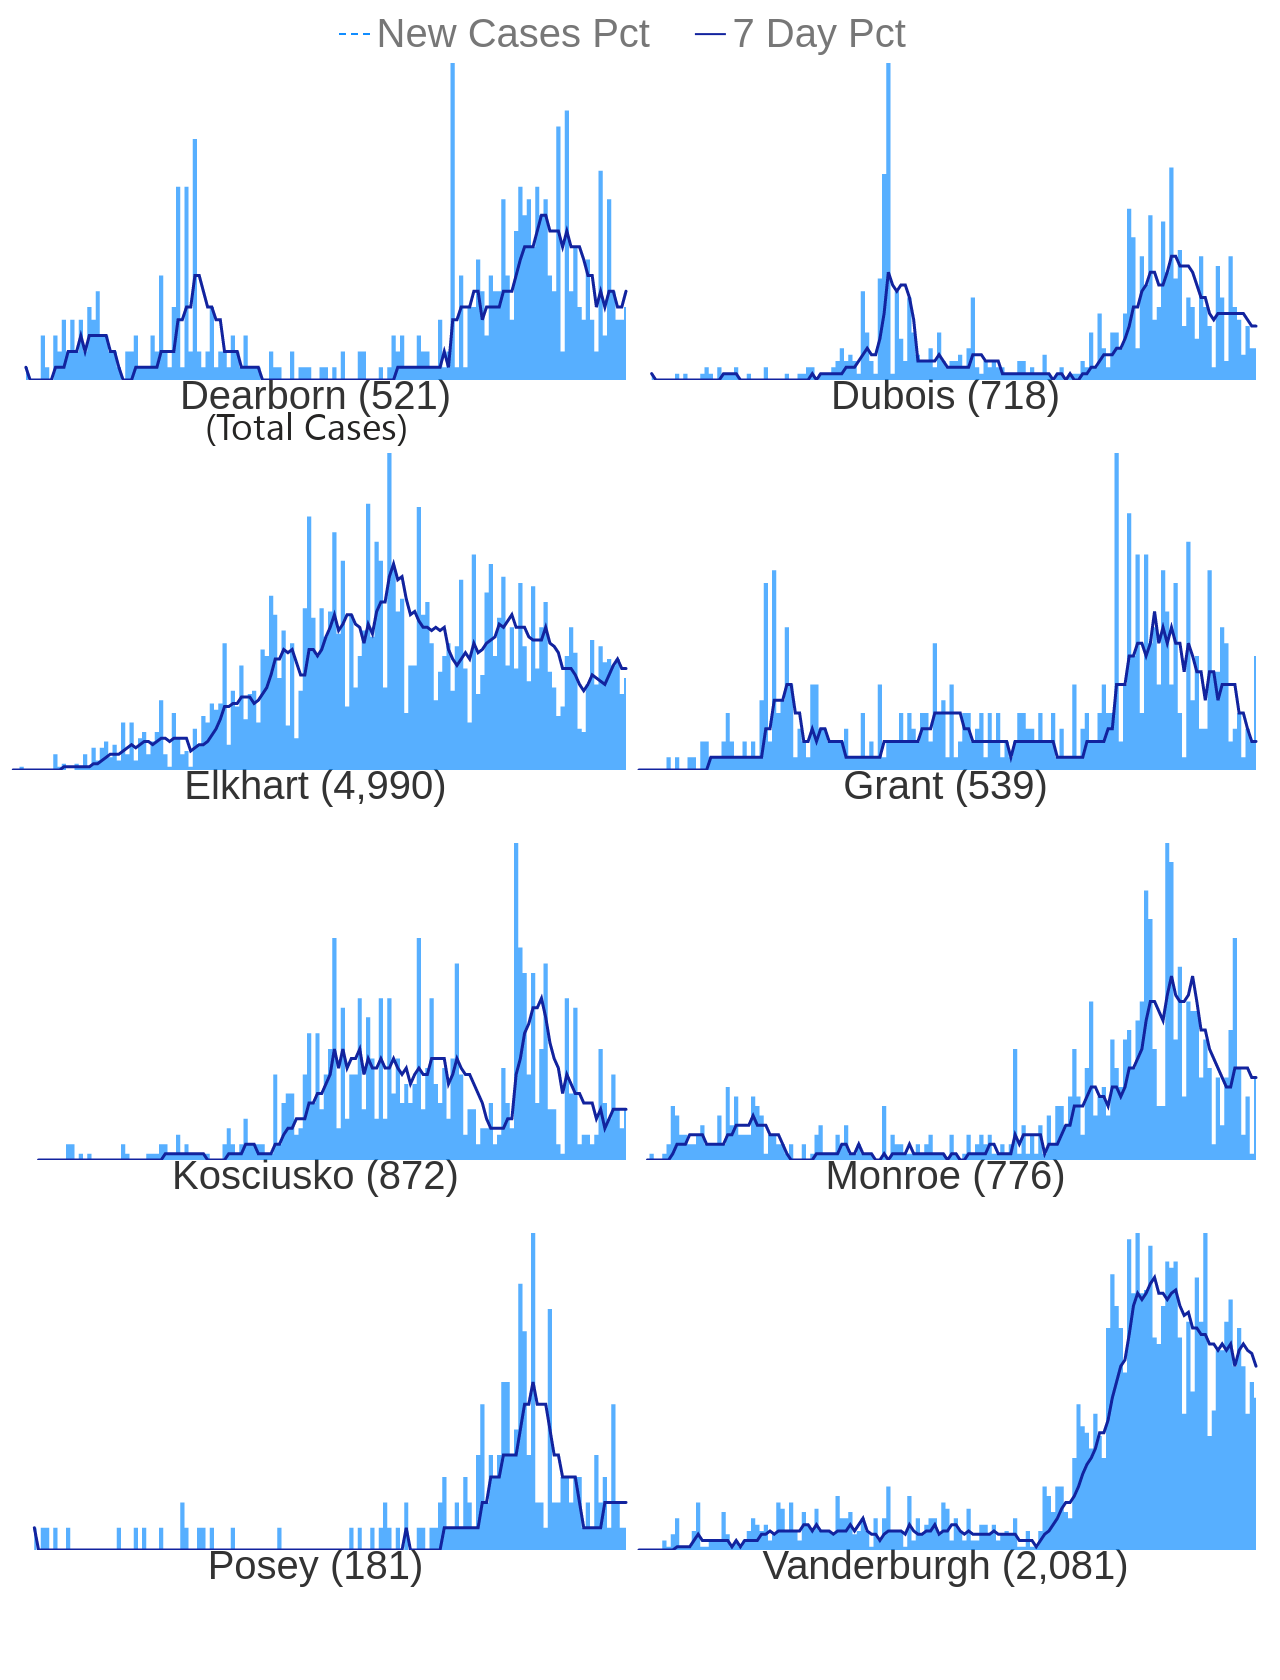 New Cases Pct 7 Day Pct
Dearborn (521)
(Total Cases)
Dubois (718)
Elkhart (4,990)
Grant (539)
Kosciusko (872)
Monroe (776)
Posey (181)
Vanderburgh (2,081)